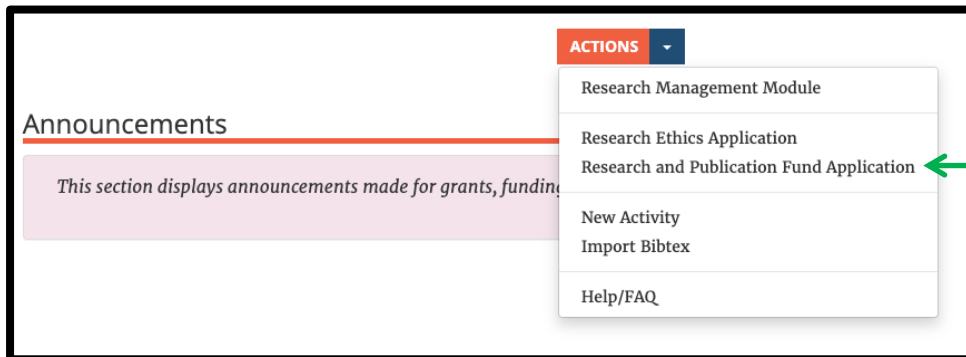 ACTIONS
Research Management Module
Announcements
Research Ethics Application
Research and Publication Fund Application
This section displays announcements made for grants,
New Activity
Import Bibtex
Help/FAQ